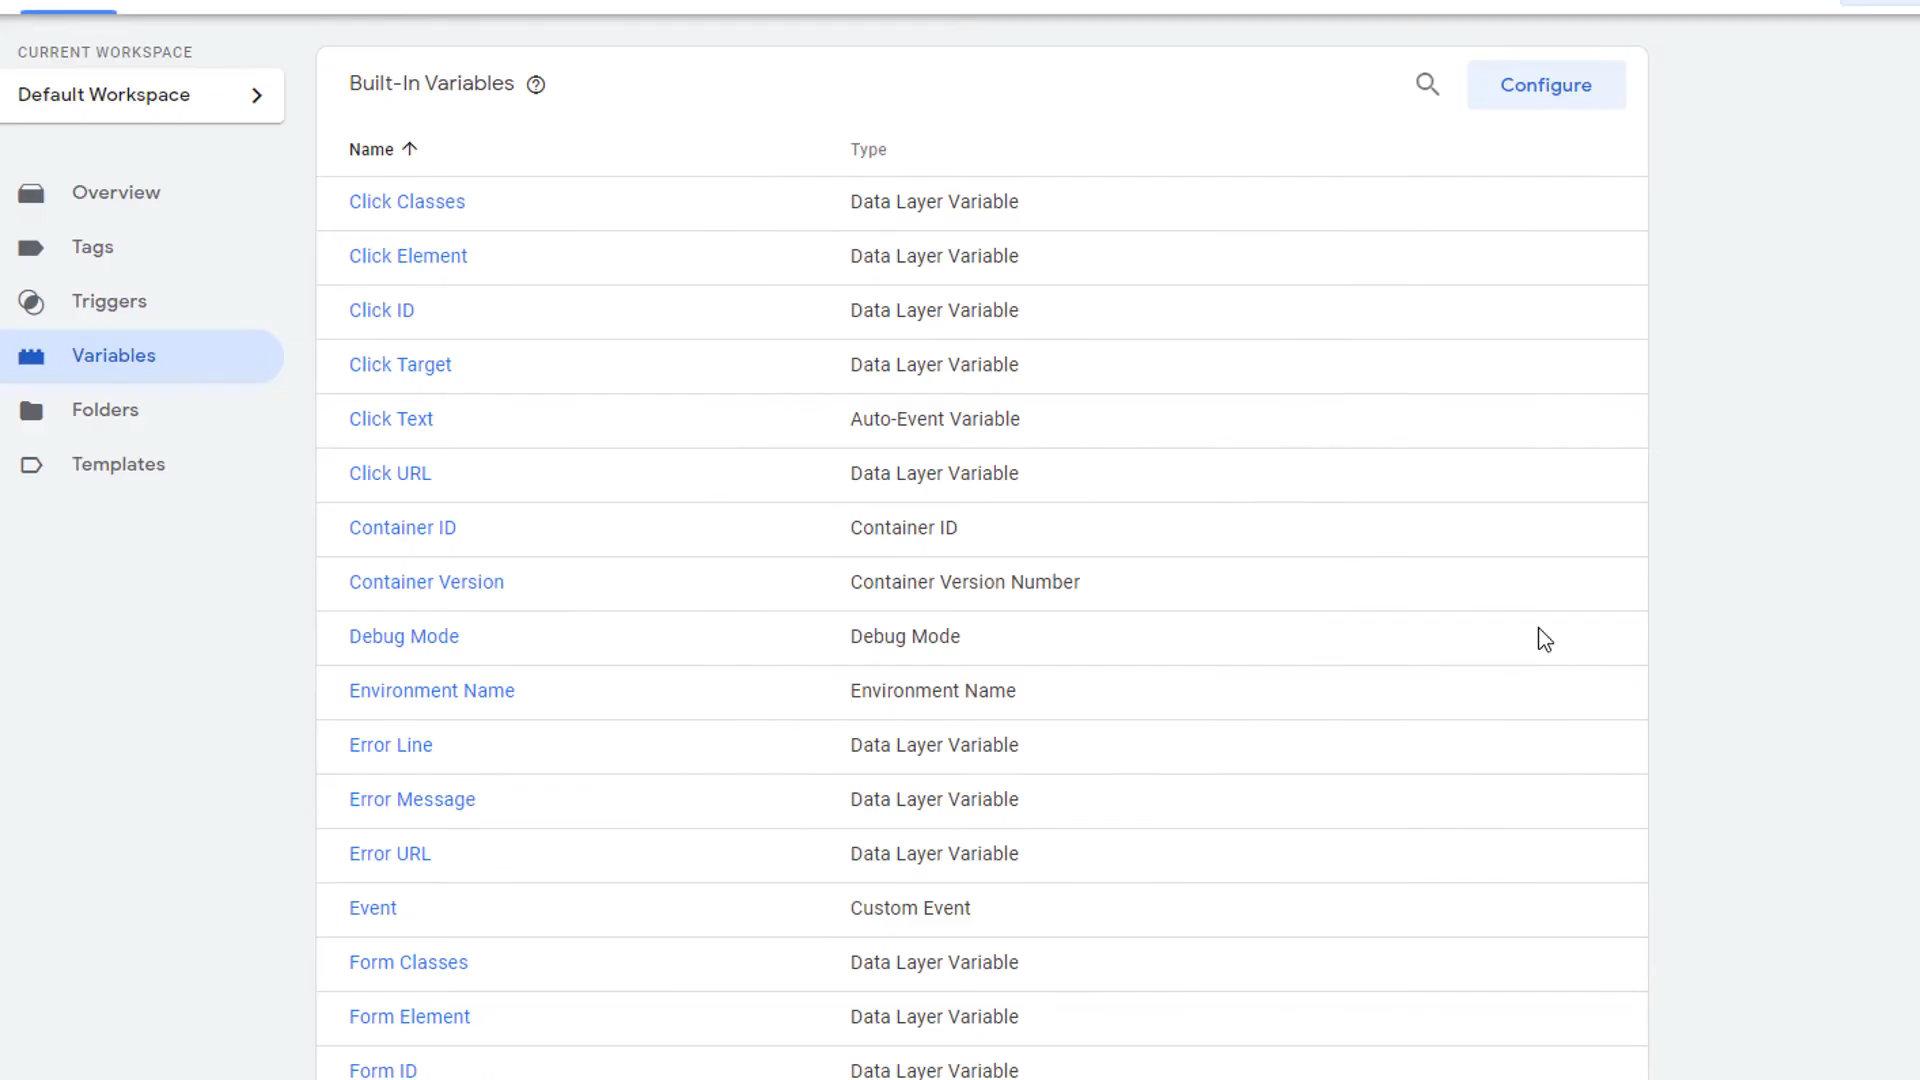 CURRENT WORKSPACE
Default Workspace
Overview
Tags
Triggers
Variables
Folders
Templates
Built-In Variables
Configure
Name Type
Click Classes Data Layer Variable
Click Element Data Layer Variable
Click ID Data Layer Variable
Click Target Data Layer Variable
Click Text Auto-Event Variable
Click URL Data Layer Variable
Container ID Container ID
Container Version Container Version Number
Debug Mode Debug Mode
Environment Name Environment Name
Error Line Data Layer Variable
Error Message Data Layer Variable
Error URL Data Layer Variable
Event Custom Event
Form Classes Data Layer Variable
Form Element Data Layer Variable
Form ID Data Layer Variable